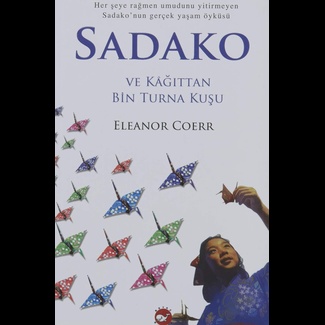 Her şeye rağmen umudunu yitirmeyen
Sadako'nun gerçek yaşam öyküsü
SADAKO
VE KÂĞITTAN
BİN TURNA KUŞU
ELEANOR COERR